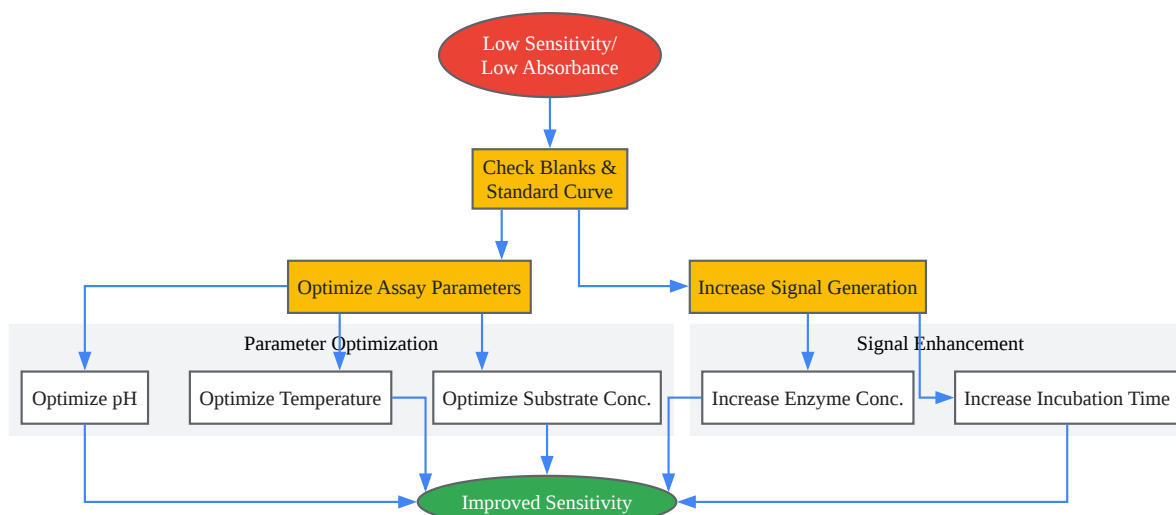 Low Sensitivity/
Low Absorbance
Check Blanks &
Standard Curve
Optimize Assay Parameters
Increase Signal Generation
Parameter Optimization
Signal Enhancement
Optimize pH
Optimize Temperature
Optimize Substrate Conc.
Increase Enzyme Conc.
Increase Incubation Time
Improved Sensitivity